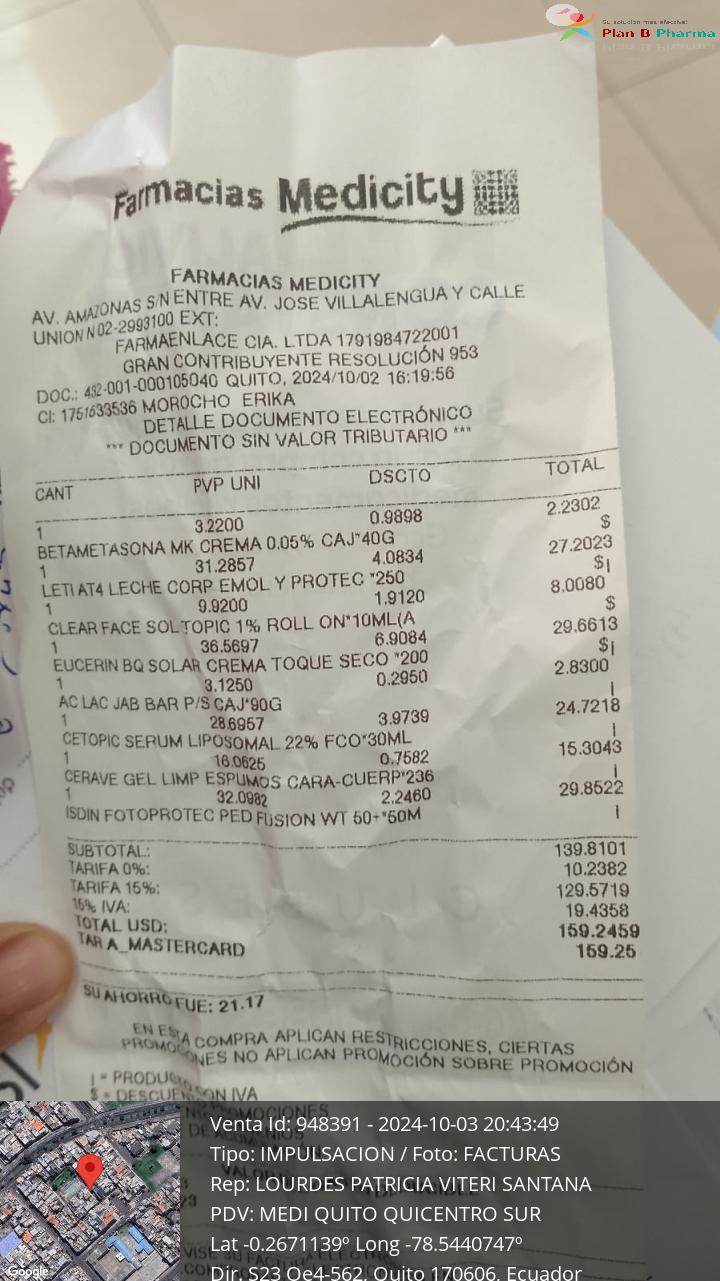 Su solución mas efectiva!
Plan B Pharma
Farmacias Medicity
FARMACIAS MEDICITY
AV. AMAZONAS S/N ENTRE AV. JOSE VILLALENGUA Y CALLE
UNION N 02-2993100 EXT:
FARMAENLACE CIA. LTDA 1791984722001
GRAN CONTRIBUYENTE RESOLUCIÓN 953
DOC.: 432-001-000105040 QUITO, 2024/10/02 16:19:56
CI: 1751633536 MOROCHO ERIKA
DETALLE DOCUMENTO ELECTRÓNICO
*** DOCUMENTO SIN VALOR TRIBUTARIO ***
CANT PVP UNI DSCTO TOTAL
1 3.2200 0.9898 2.2302
BETAMETASONA MK CREMA 0.05% CAJ*40G $
1 31.2857 4.0834 27.2023
LETI AT4 LECHE CORP EMOL Y PROTEC *250 $|
1 9.9200 1.9120 8.0080
CLEAR FACE SOL TOPIC 1% ROLL ON*10ML(A $
1 36.5697 6.9084 29.6613
EUCERIN BQ SOLAR CREMA TOQUE SECO *200 $|
1 3.1250 0.2950 2.8300
AC LAC JAB BAR P/S CAJ*90G |
1 28.6957 3.9739 24.7218
CETOPIC SERUM LIPOSOMAL 22% FCO*30ML |
1 16.0625 0.7582 15.3043
CERAVE GEL LIMP ESPUMOS CARA-CUERP*236 |
1 32.0982 2.2460 29.8522
ISDIN FOTOPROTEC PED FUSION WT 50+*50M |
SUBTOTAL: 139.8101
TARIFA 0%: 10.2382
TARIFA 15%: 129.5719
15% IVA: 19.4358
TOTAL USD: 159.2459
TAR A_MASTERCARD 159.25
SU AHORRO FUE: 21.17
EN ESTA COMPRA APLICAN RESTRICCIONES, CIERTAS
PROMOCIONES NO APLICAN PROMOCIÓN SOBRE PROMOCIÓN
| = PRODUCTO
$ = DESCUEN CON IVA
Venta Id: 948391 - 2024-10-03 20:43:49
Tipo: IMPULSACION / Foto: FACTURAS
Rep: LOURDES PATRICIA VITERI SANTANA
PDV: MEDI QUITO QUICENTRO SUR
Lat -0.2671139º Long -78.5440747º
Dir. S23 Oe4-562, Quito 170606, Ecuador
Google